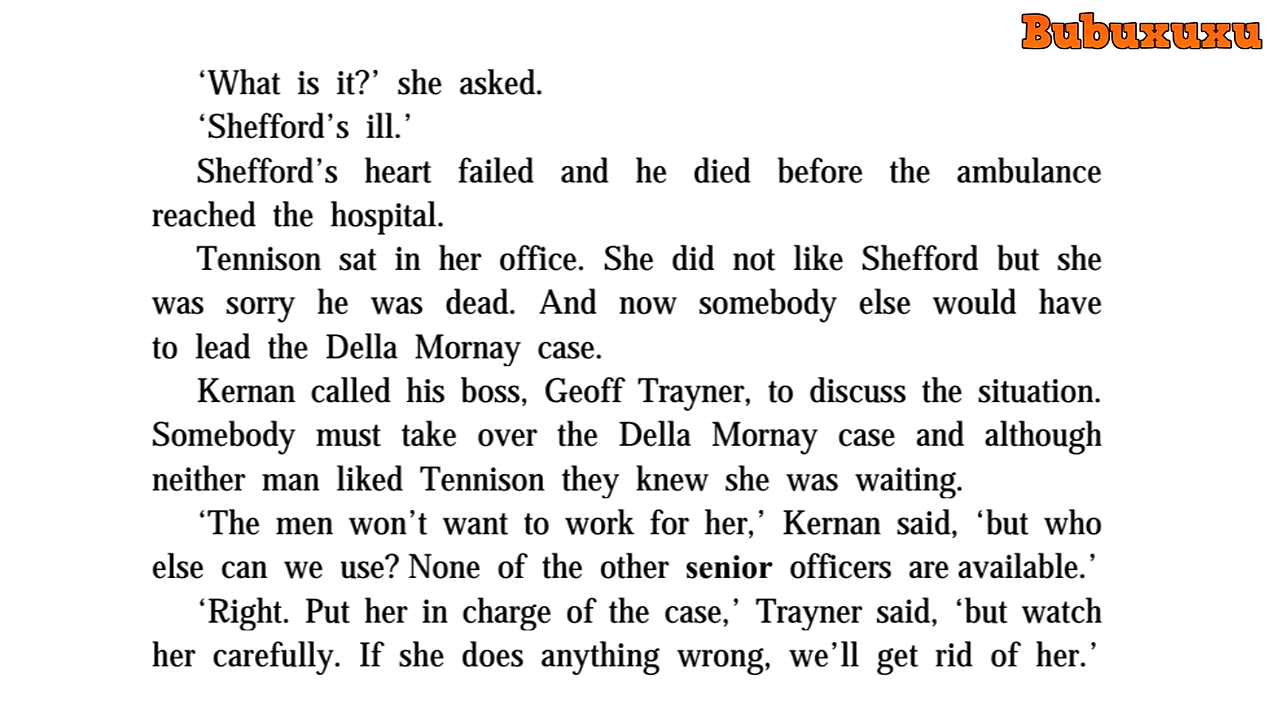 Bubuxuxu
‘What is it?’ she asked.
‘Shefford’s ill.’
Shefford’s heart failed and he died before the ambulance
reached the hospital.
Tennison sat in her office. She did not like Shefford but she
was sorry he was dead. And now somebody else would have
to lead the Della Mornay case.
Kernan called his boss, Geoff Trayner, to discuss the situation.
Somebody must take over the Della Mornay case and although
neither man liked Tennison they knew she was waiting.
‘The men won’t want to work for her,’ Kernan said, ‘but who
else can we use? None of the other senior officers are available.’
‘Right. Put her in charge of the case,’ Trayner said, ‘but watch
her carefully. If she does anything wrong, we’ll get rid of her.’